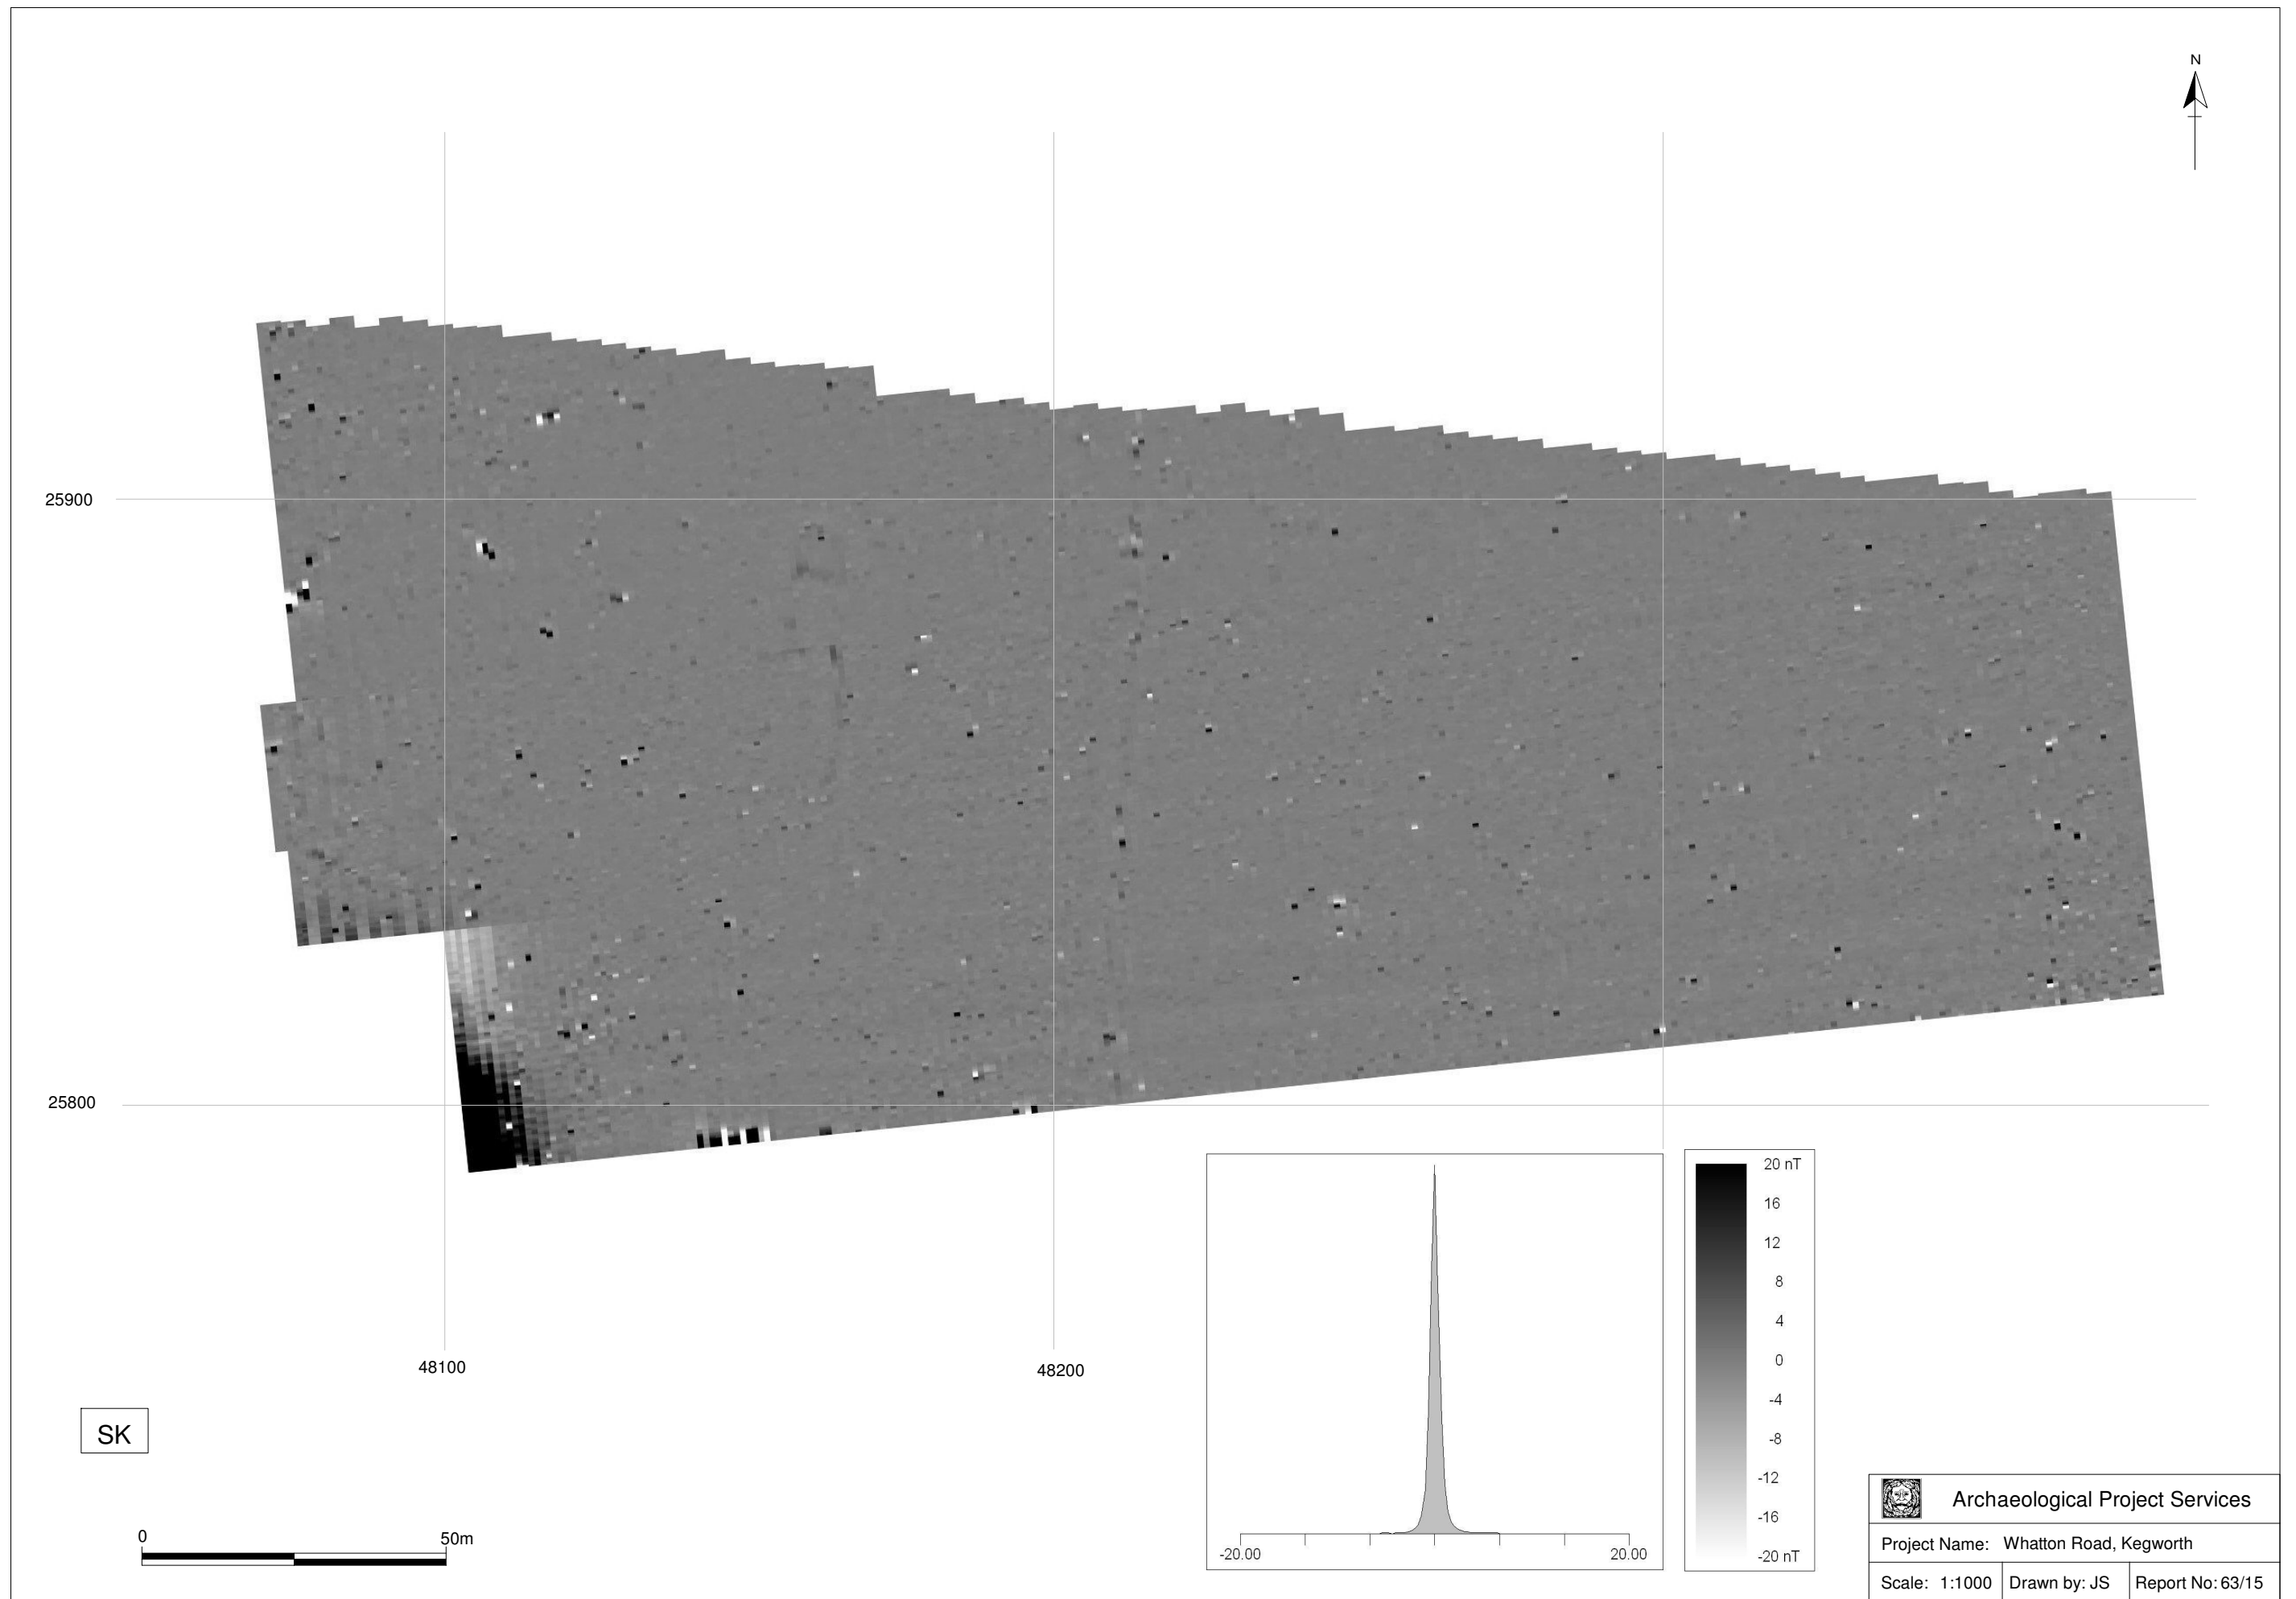 N
25900
25800
48100
48200
SK
0 50m
-20.00 20.00
20 nT
16
12
8
4
0
-4
-8
-12
-16
-20 nT
Archaeological Project Services
Project Name: Whatton Road, Kegworth
Scale: 1:1000 Drawn by: JS Report No: 63/15